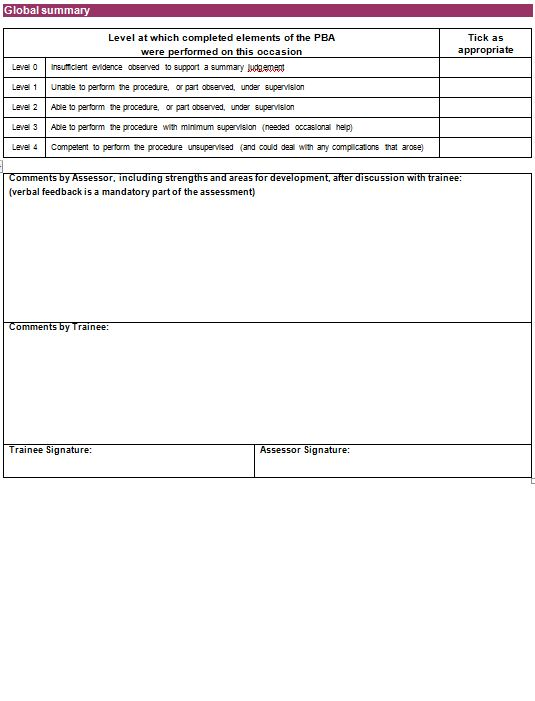 Global summary
Level at which completed elements of the PBA
were performed on this occasion
Tick as
appropriate
Level 0 Insufficient evidence observed to support a summary judgement
Level 1 Unable to perform the procedure, or part observed, under supervision
Level 2 Able to perform the procedure, or part observed, under supervision
Level 3 Able to perform the procedure with minimum supervision (needed occasional help)
Level 4 Competent to perform the procedure unsupervised (and could deal with any complications that arose)
Comments by Assessor, including strengths and areas for development, after discussion with trainee:
(verbal feedback is a mandatory part of the assessment)
Comments by Trainee:
Trainee Signature: Assessor Signature: